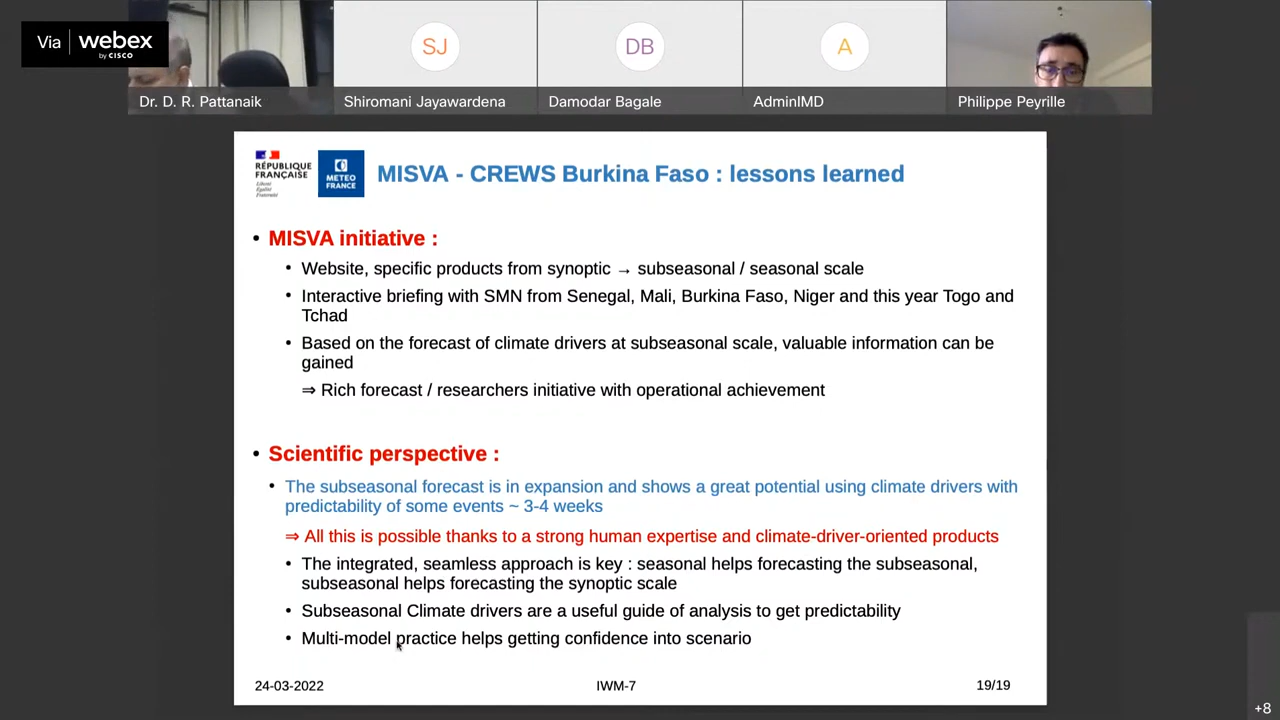 Via webex
by CISCO
SJ
DB
A
Dr. D. R. Pattanaik
Shiromani Jayawardena
Damodar Bagale
AdminIMD
Philippe Peyrille
RÉPUBLIQUE
FRANÇAISE
Liberté
Égalité
Fraternité
METEO
FRANCE
MISVA - CREWS Burkina Faso : lessons learned
• MISVA initiative :
• Website, specific products from synoptic → subseasonal / seasonal scale
• Interactive briefing with SMN from Senegal, Mali, Burkina Faso, Niger and this year Togo and
Tchad
• Based on the forecast of climate drivers at subseasonal scale, valuable information can be
gained
⇒ Rich forecast / researchers initiative with operational achievement
• Scientific perspective :
• The subseasonal forecast is in expansion and shows a great potential using climate drivers with
predictability of some events ~ 3-4 weeks
⇒ All this is possible thanks to a strong human expertise and climate-driver-oriented products
• The integrated, seamless approach is key : seasonal helps forecasting the subseasonal,
subseasonal helps forecasting the synoptic scale
• Subseasonal Climate drivers are a useful guide of analysis to get predictability
• Multi-model practice helps getting confidence into scenario
24-03-2022
IWM-7
19/19
+8